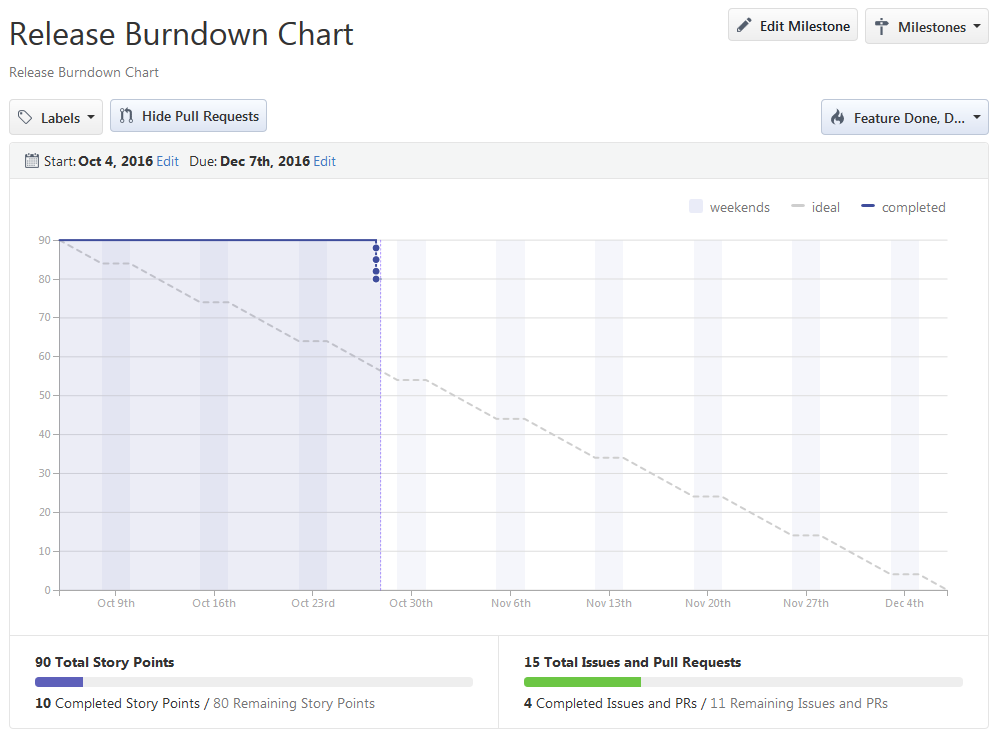 Release Burndown Chart
Edit Milestone
Milestones
Release Burndown Chart
Labels
Hide Pull Requests
Feature Done, D...
Start: Oct 4, 2016 Edit Due: Dec 7th, 2016 Edit
weekends ideal completed
90
80
70
60
50
40
30
20
10
0
Oct 9th Oct 16th Oct 23rd Oct 30th Nov 6th Nov 13th Nov 20th Nov 27th Dec 4th
90 Total Story Points
10 Completed Story Points / 80 Remaining Story Points
15 Total Issues and Pull Requests
4 Completed Issues and PRs / 11 Remaining Issues and PRs